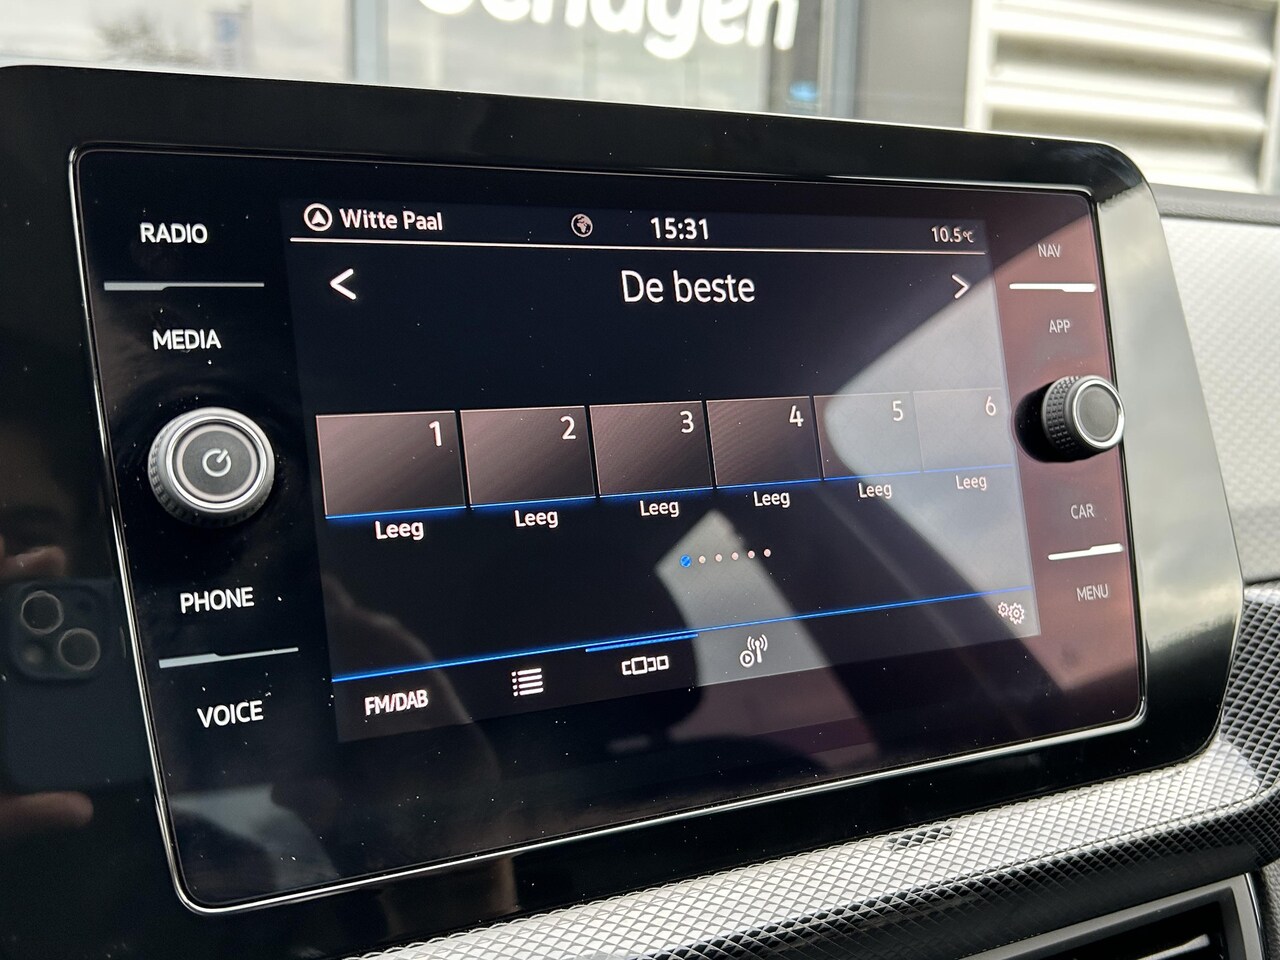 Schagen
RADIO
MEDIA
PHONE
VOICE
Witte Paal
15:31
10.5°C
<
De beste
>
1
2
3
4
5
6
Leeg
Leeg
Leeg
Leeg
Leeg
Leeg
FM/DAB
NAV
APP
CAR
MENU